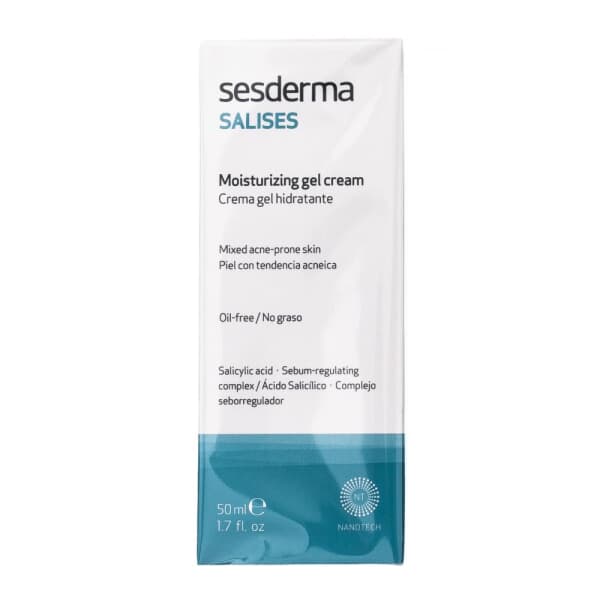 sesderma
SALISES
Moisturizing gel cream
Crema gel hidratante
Mixed acne-prone skin
Piel con tendencia acneica
Oil-free / No graso
Salicylic acid · Sebum-regulating
complex / Ácido Salicílico · Complejo
seborregulador
50 ml ℮
1.7 fl. oz
NT
NANOTECH